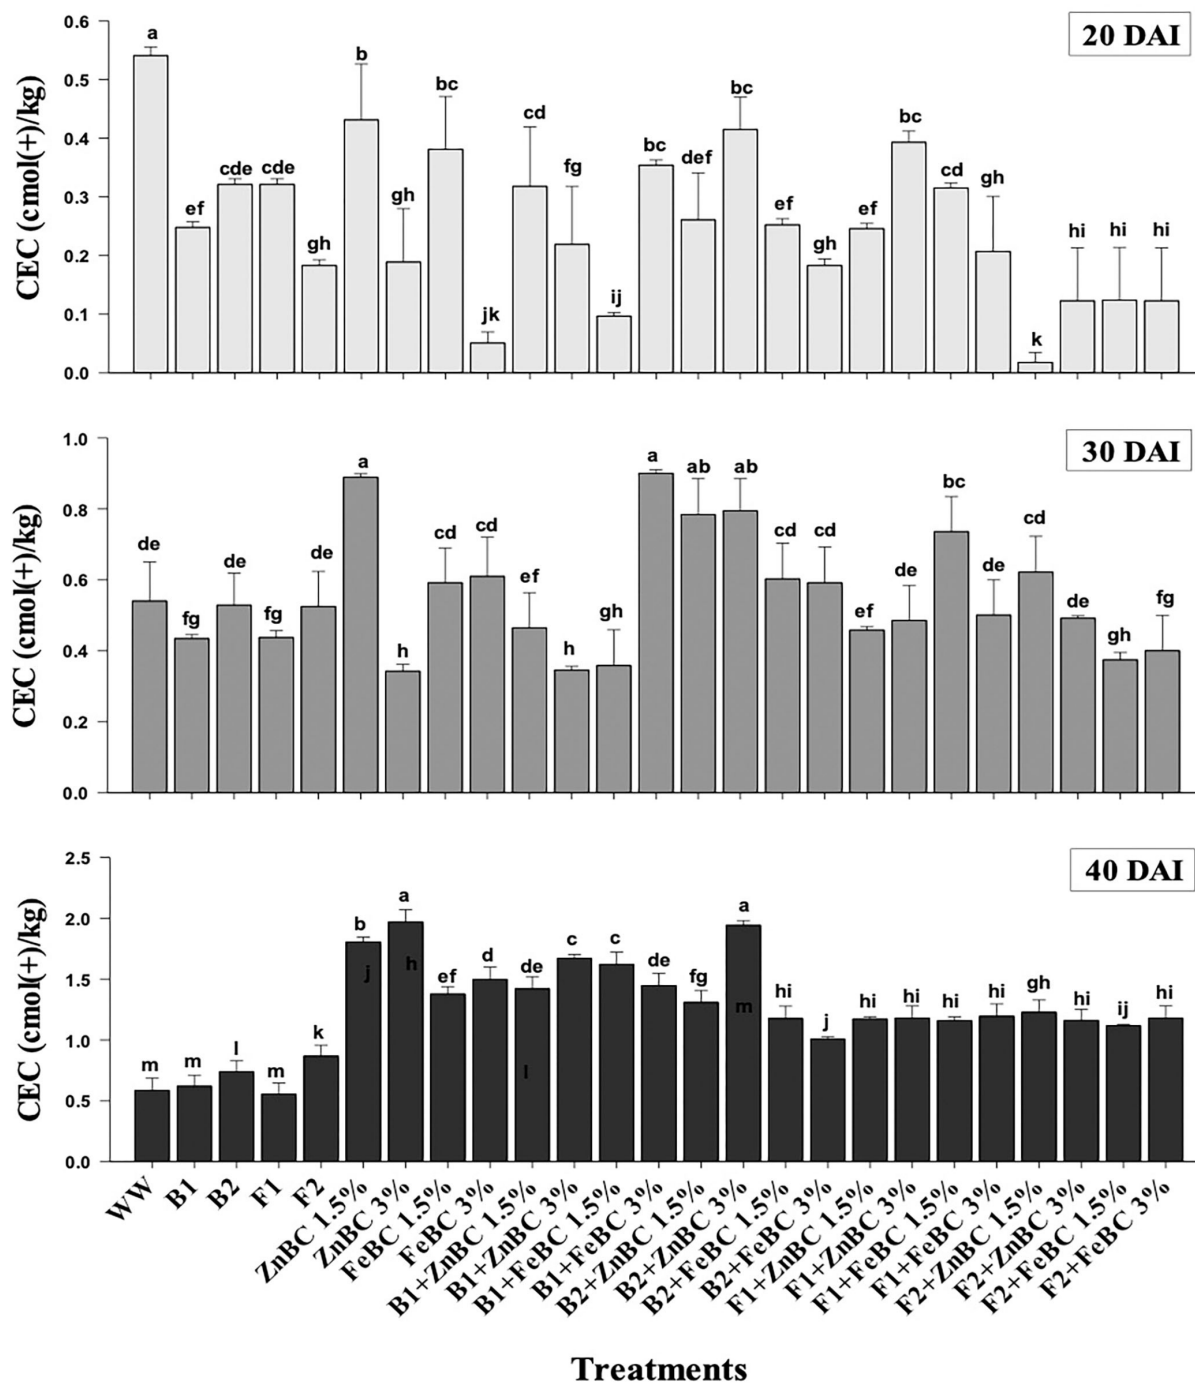 20 DAI
CEC (cmol(+)/kg)
0.6
0.5
0.4
0.3
0.2
0.1
0.0
a
ef
cde
cde
gh
b
gh
bc
jk
cd
fg
ij
bc
def
bc
ef
gh
ef
bc
cd
gh
k
hi
hi
hi
30 DAI
CEC (cmol(+)/kg)
1.0
0.8
0.6
0.4
0.2
0.0
de
fg
de
fg
de
a
h
cd
cd
ef
h
gh
a
ab
ab
cd
cd
ef
de
bc
de
cd
de
gh
fg
40 DAI
CEC (cmol(+)/kg)
2.5
2.0
1.5
1.0
0.5
0.0
m
m
l
m
k
b
j
a
h
ef
d
de
l
c
c
de
fg
a
m
hi
j
hi
hi
hi
hi
gh
hi
ij
hi
WW
B1
B2
F1
F2
ZnBC 1.5%
ZnBC 3%
FeBC 1.5%
FeBC 3%
B1+ZnBC 1.5%
B1+ZnBC 3%
B1+FeBC 1.5%
B1+FeBC 3%
B2+ZnBC 1.5%
B2+ZnBC 3%
B2+FeBC 1.5%
B2+FeBC 3%
F1+ZnBC 1.5%
F1+ZnBC 3%
F1+FeBC 1.5%
F1+FeBC 3%
F2+ZnBC 1.5%
F2+ZnBC 3%
F2+FeBC 1.5%
F2+FeBC 3%
Treatments